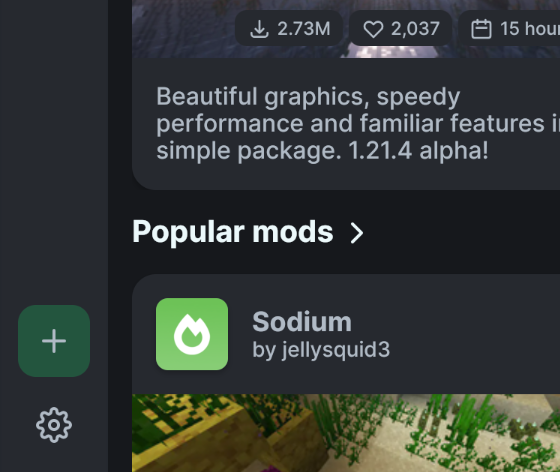 2.73M 2,037 15
Beautiful graphics, speedy
performance and familiar features
simple package. 1.21.4 alpha!
Popular mods
Sodium
by jellysquid3